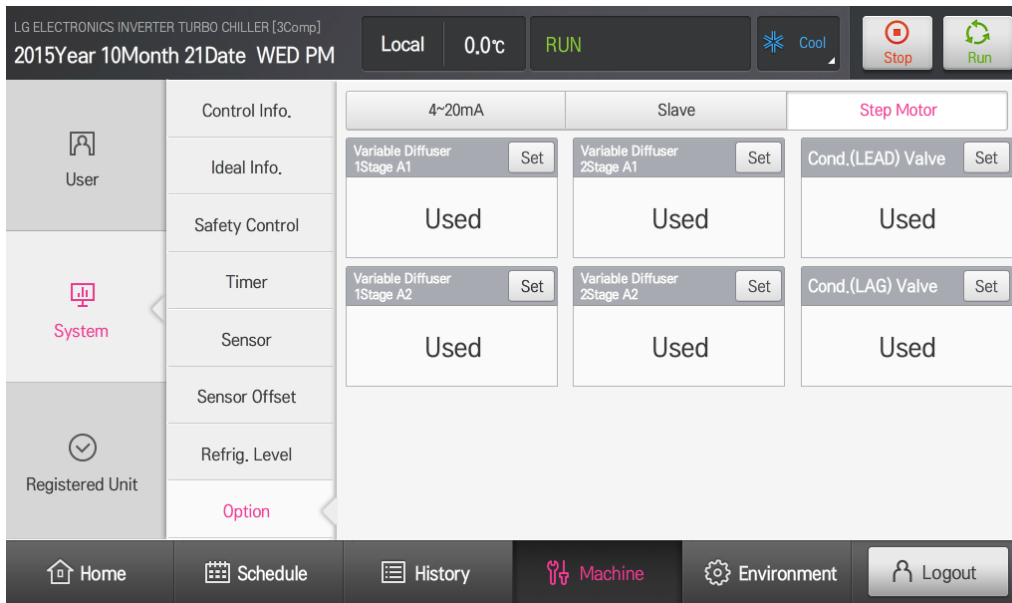 LG ELECTRONICS INVERTER TURBO CHILLER [3Comp]
2015Year 10Month 21Date WED PM
Local 0.0℃ RUN Cool Stop Run
User
System
Registered Unit
Control Info.
Ideal Info.
Safety Control
Timer
Sensor
Sensor Offset
Refrig. Level
Option
4~20mA Slave Step Motor
Variable Diffuser
1Stage A1
Set
Used
Variable Diffuser
2Stage A1
Set
Used
Cond.(LEAD) Valve Set
Used
Variable Diffuser
1Stage A2
Set
Used
Variable Diffuser
2Stage A2
Set
Used
Cond.(LAG) Valve Set
Used
Home Schedule History Machine Environment Logout